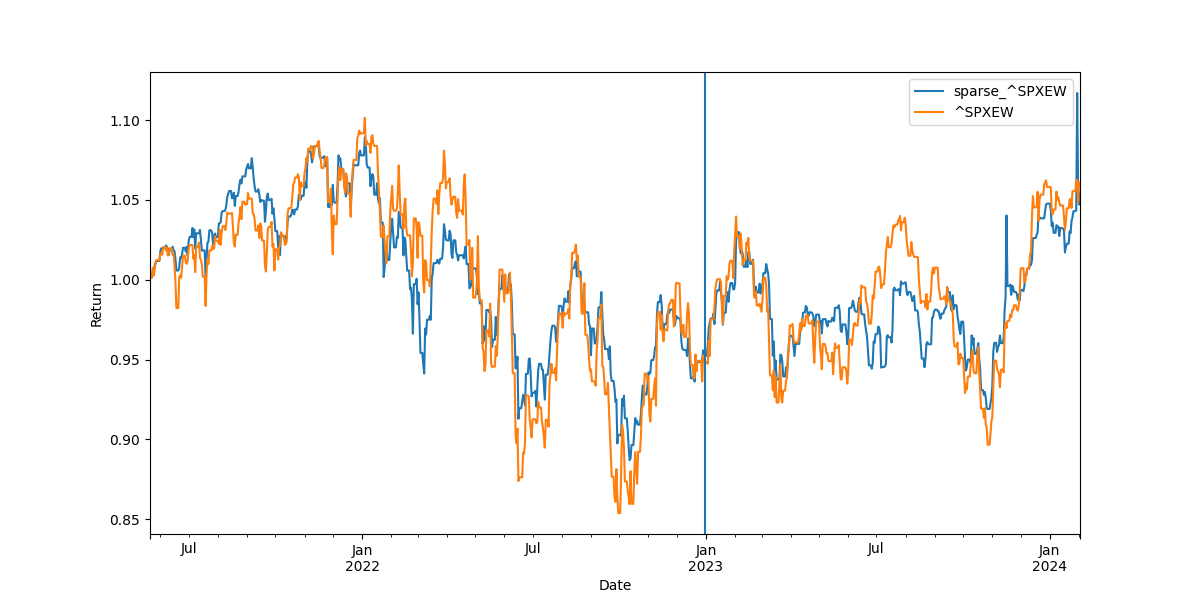 sparse_^SPXEW
^SPXEW
Return
1.10
1.05
1.00
0.95
0.90
0.85
Jul
Jan
2022
Jul
Jan
2023
Jul
Jan
2024
Date